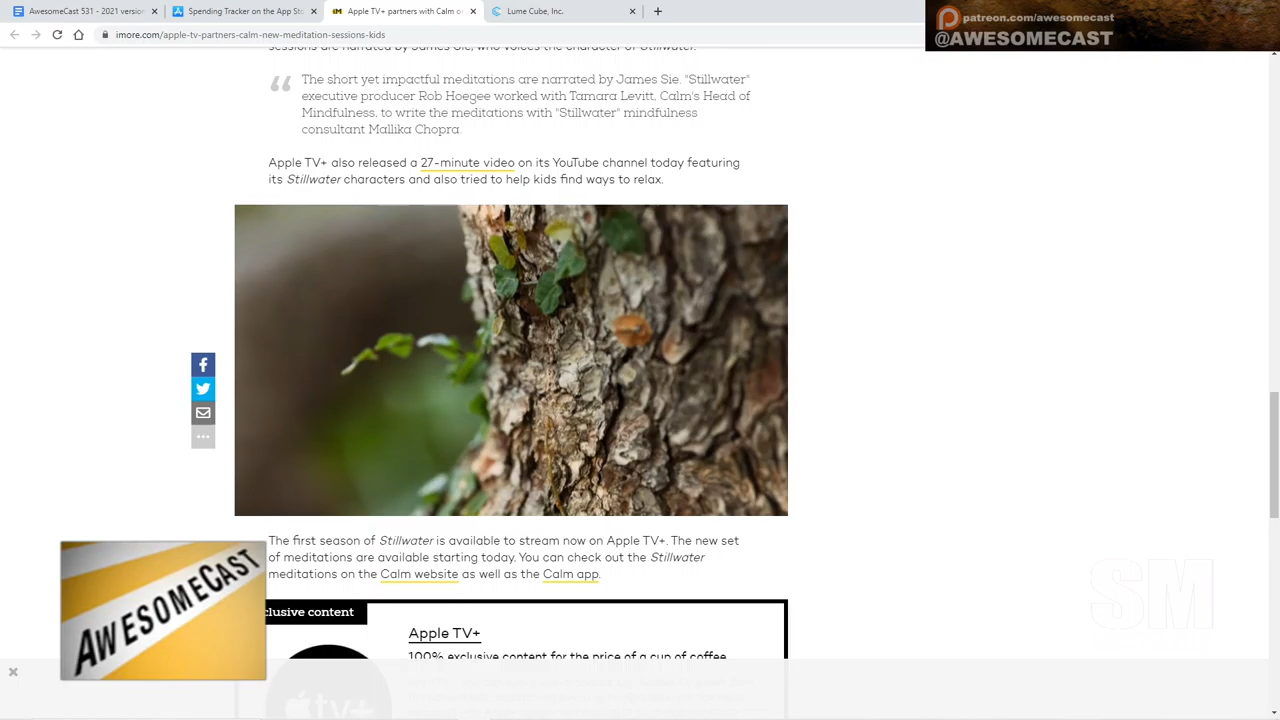 AwesomeCast 531 - 2021 version
Spending Tracker on the App Sto
Apple TV+ partners with Calm o
Lume Cube, Inc.
imore.com/apple-tv-partners-calm-new-meditation-sessions-kids
patreon.com/awesomecast
@AWESOMECAST
sessions are narrated by James Sie, who voices the character of Stillwater.
The short yet impactful meditations are narrated by James Sie. "Stillwater"
executive producer Rob Hoegee worked with Tamara Levitt, Calm's Head of
Mindfulness, to write the meditations with "Stillwater" mindfulness
consultant Mallika Chopra.
Apple TV+ also released a 27-minute video on its YouTube channel today featuring
its Stillwater characters and also tried to help kids find ways to relax.
The first season of Stillwater is available to stream now on Apple TV+. The new set
of meditations are available starting today. You can check out the Stillwater
meditations on the Calm website as well as the Calm app.
AWESOMECAST
clusive content
Apple TV+
100% exclusive content for the price of a cup of coffee.
tv+
SM